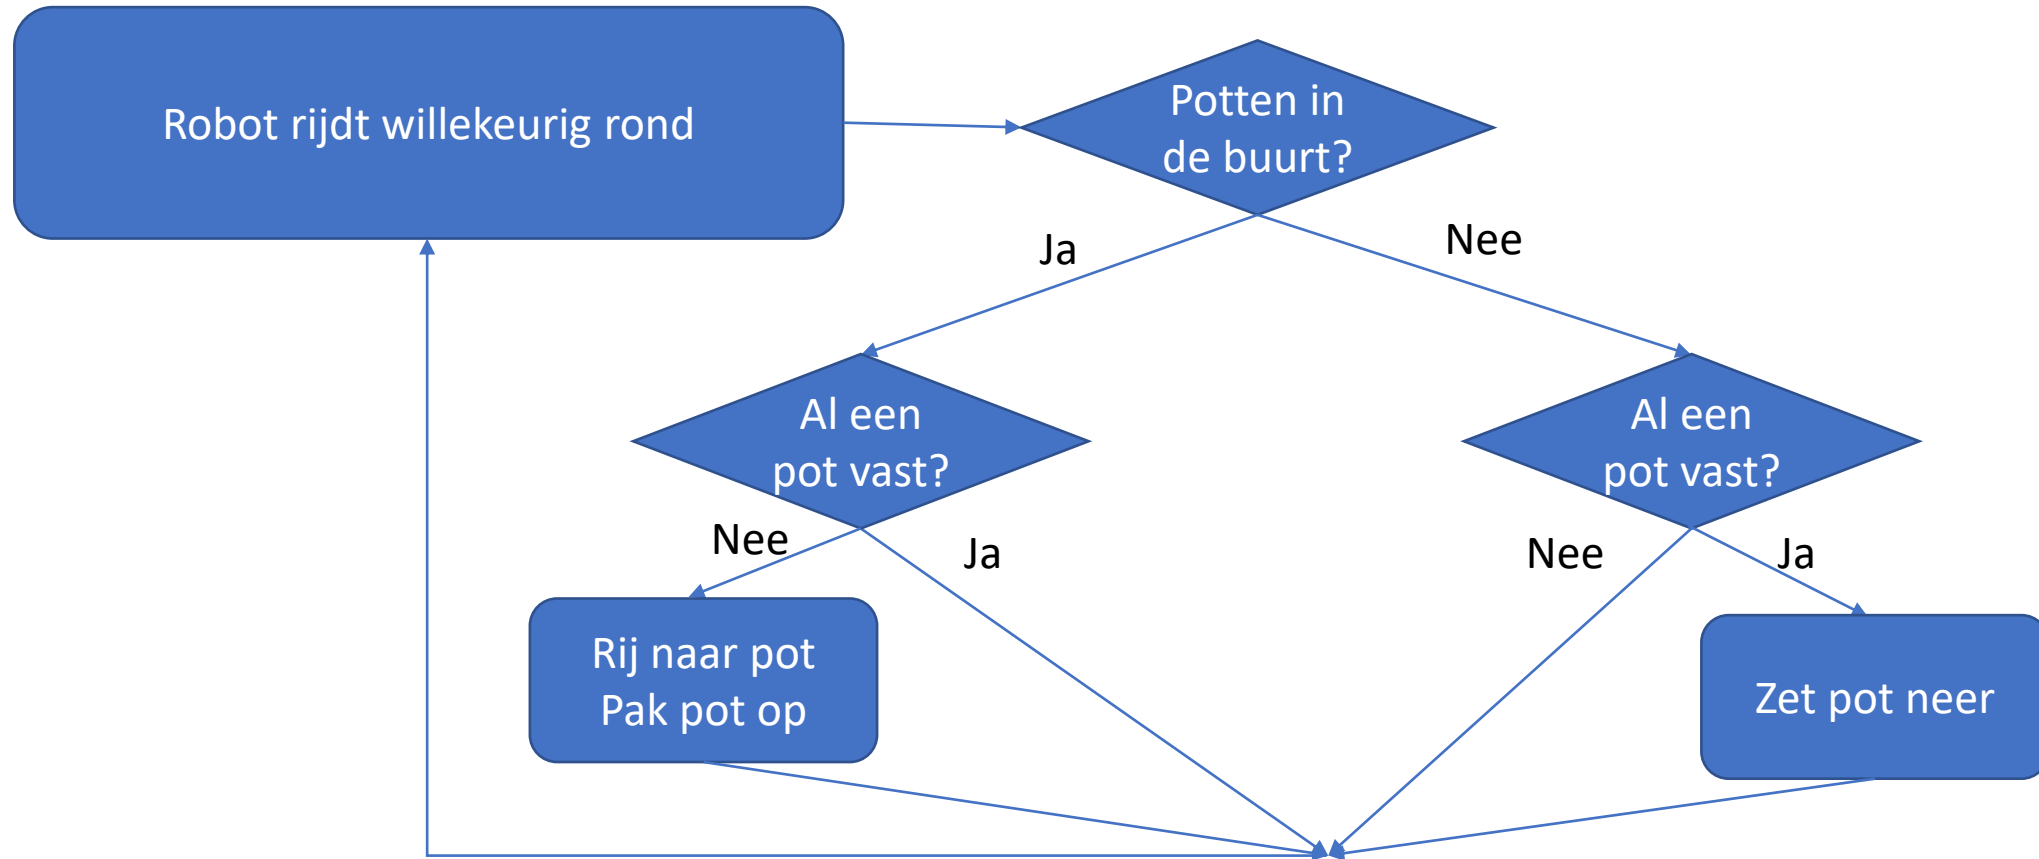 Robot rijdt willekeurig rond
Potten in
de buurt?
Ja
Nee
Al een
pot vast?
Al een
pot vast?
Nee
Ja
Nee
Ja
Rij naar pot
Pak pot op
Zet pot neer